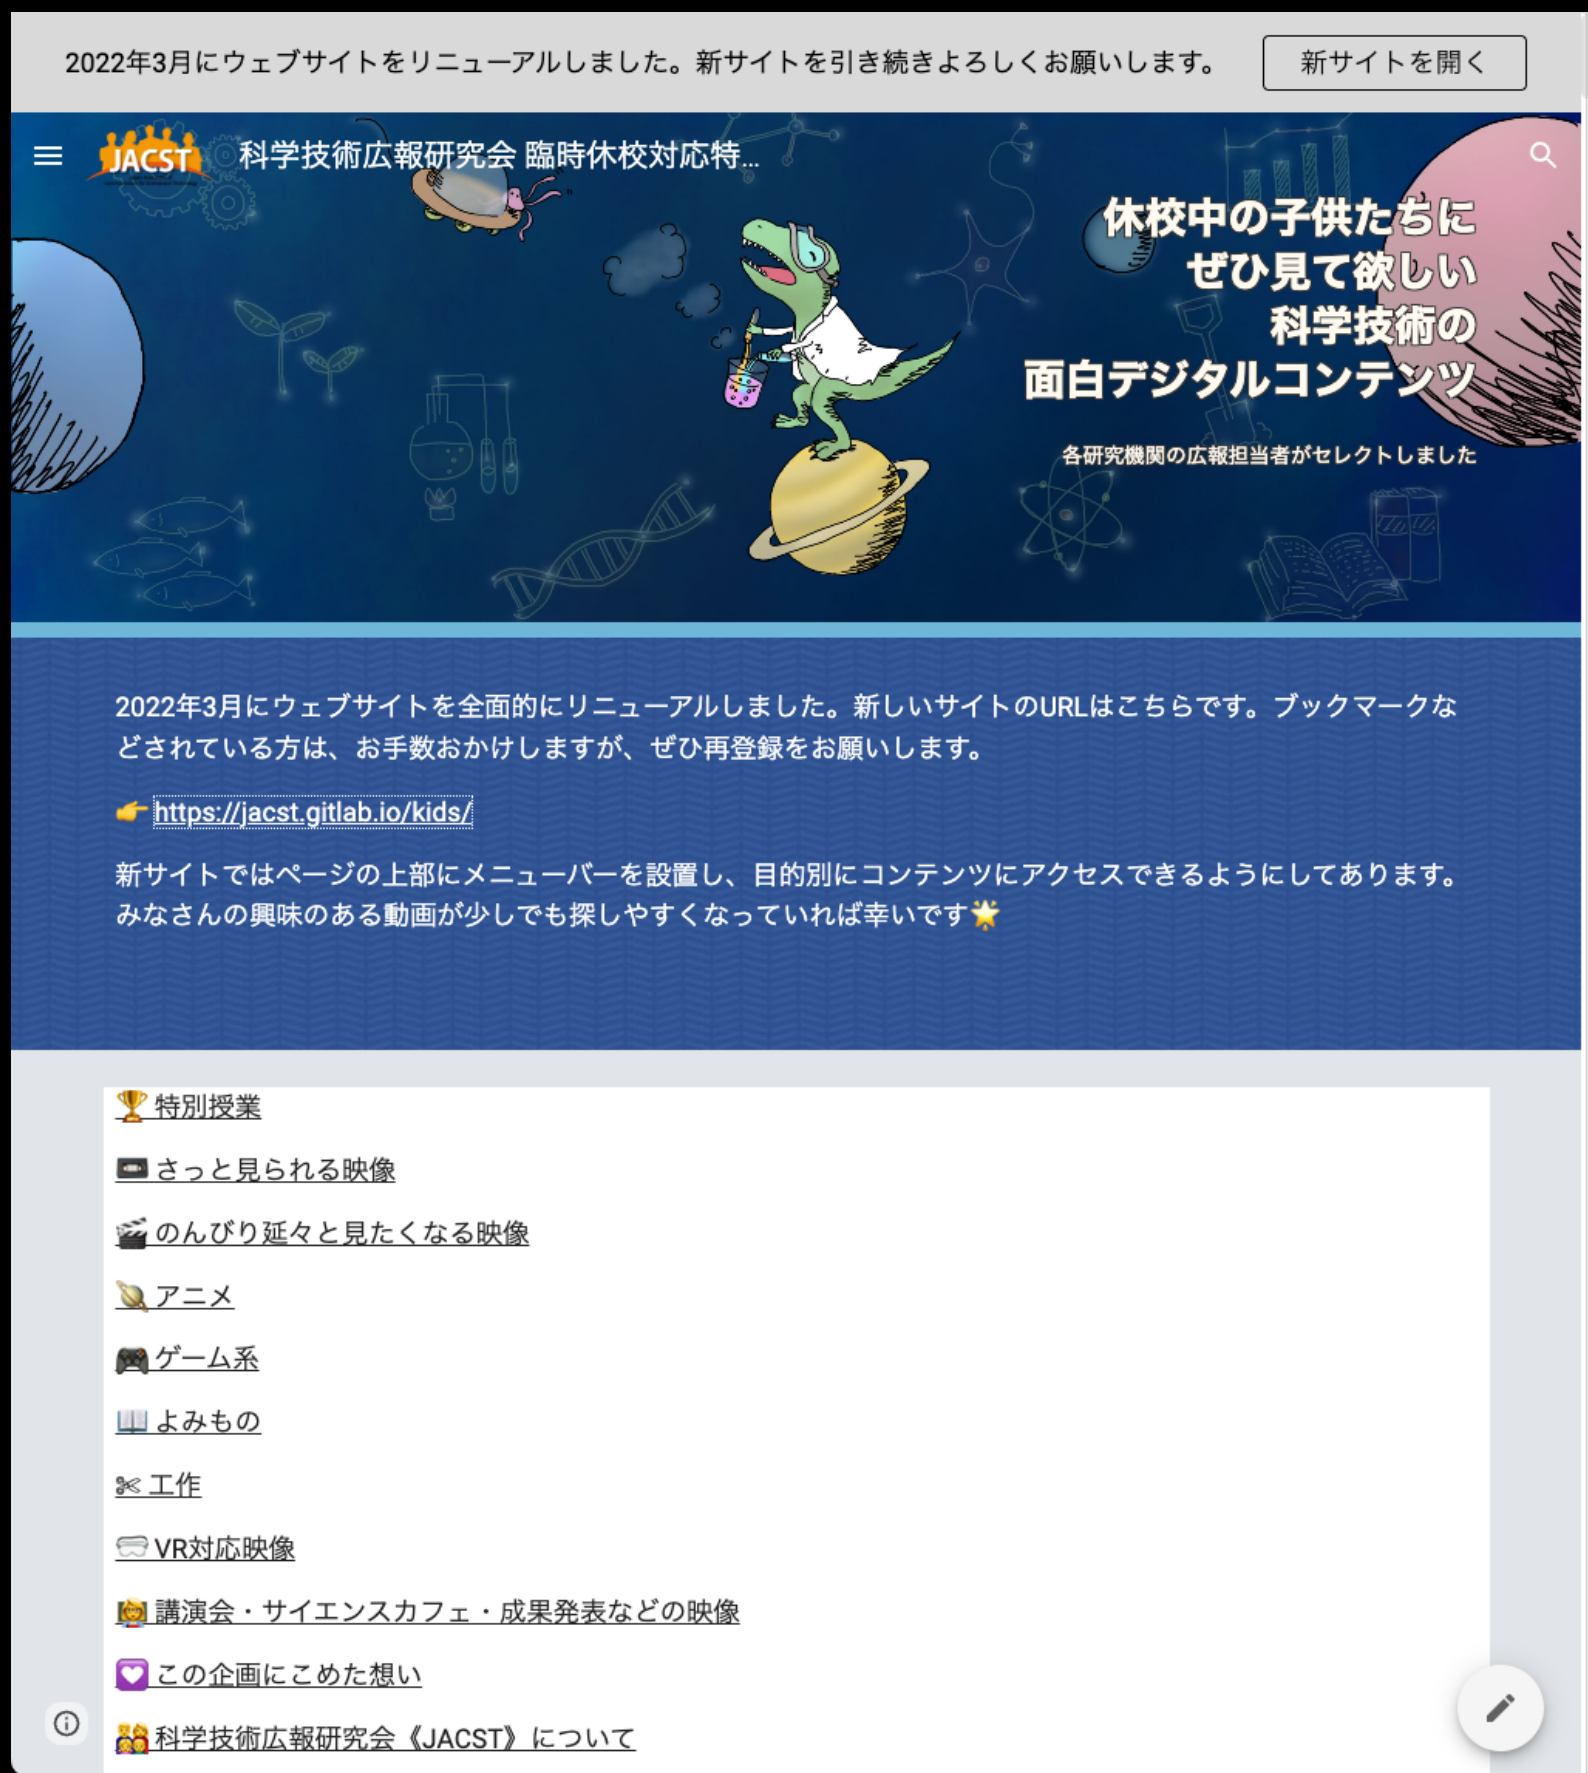 2022年3月にウェブサイトをリニューアルしました。新サイトを引き続きよろしくお願いします。
新サイトを開く
JACST
科学技術広報研究会 臨時休校対応特...
休校中の子供たちに
ぜひ見て欲しい
科学技術の
面白デジタルコンテンツ
各研究機関の広報担当者がセレクトしました
2022年3月にウェブサイトを全面的にリニューアルしました。新しいサイトのURLはこちらです。ブックマークな
どされている方は、お手数おかけしますが、ぜひ再登録をお願いします。
👉 https://jacst.gitlab.io/kids/
新サイトではページの上部にメニューバーを設置し、目的別にコンテンツにアクセスできるようにしてあります。
みなさんの興味のある動画が少しでも探しやすくなっていれば幸いです🌟
🏆 特別授業
📼 さっと見られる映像
🎬 のんびり延々と見たくなる映像
🪐 アニメ
🎮 ゲーム系
📖 よみもの
✂ 工作
🥽 VR対応映像
🙋 講演会・サイエンスカフェ・成果発表などの映像
💟 この企画にこめた想い
科学技術広報研究会《JACST》について